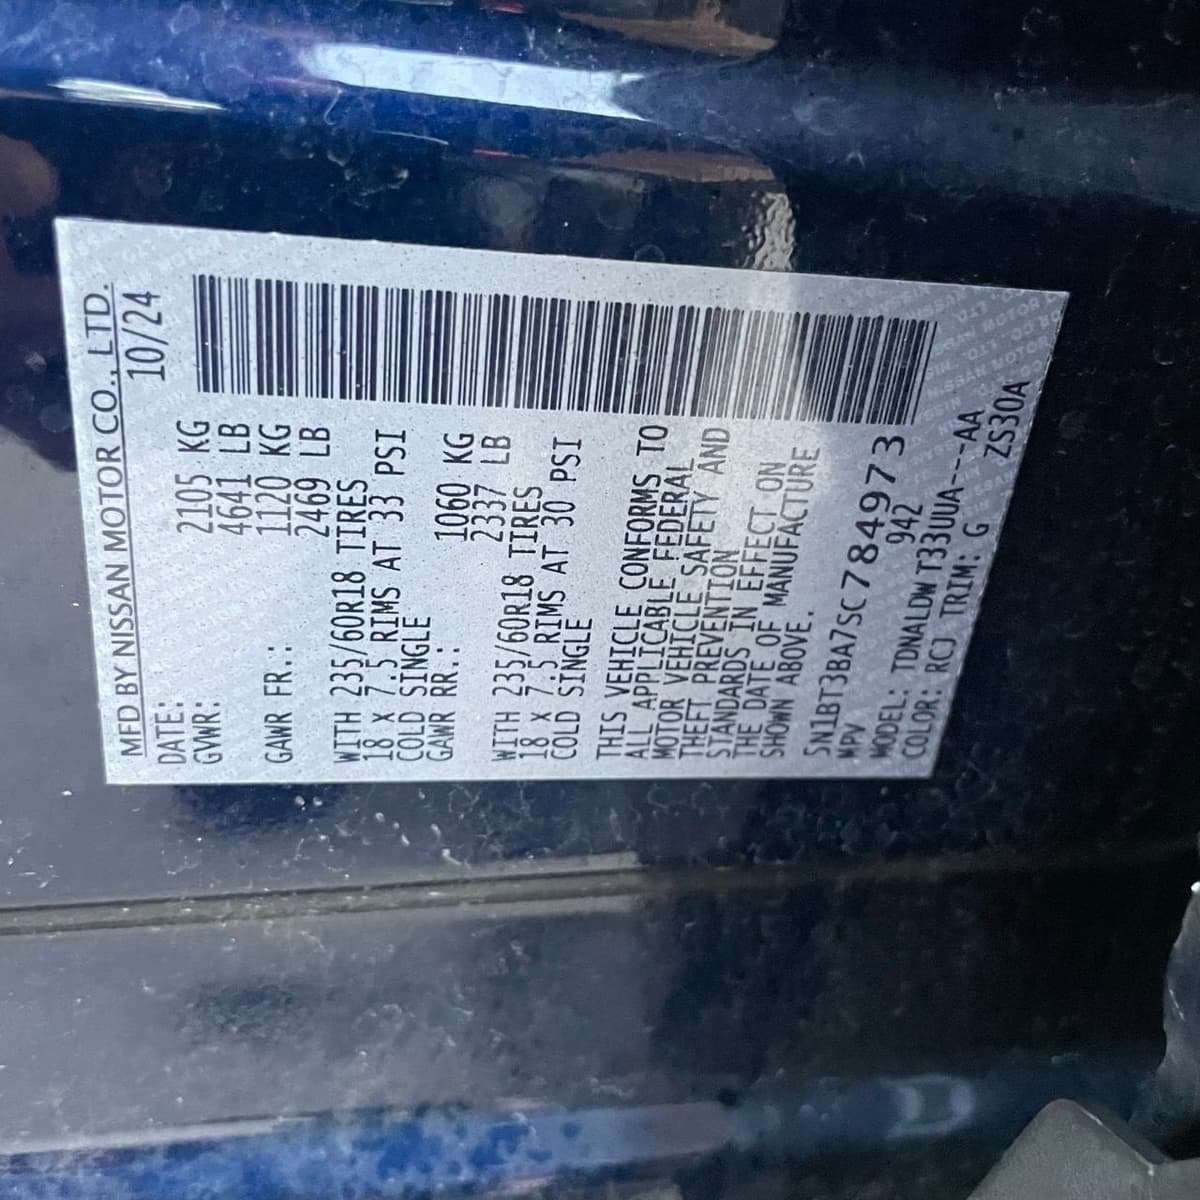 MFD BY NISSAN MOTOR CO., LTD.
DATE: 10/24
GVWR: 2105 KG
4641 LB
GAWR FR.: 1120 KG
2469 LB
WITH 235/60R18 TIRES
18 X 7.5 RIMS AT 33 PSI
COLD SINGLE
GAWR RR.: 1060 KG
2337 LB
WITH 235/60R18 TIRES
18 X 7.5 RIMS AT 30 PSI
COLD SINGLE
THIS VEHICLE CONFORMS TO
ALL APPLICABLE FEDERAL
MOTOR VEHICLE SAFETY AND
THEFT PREVENTION
STANDARDS IN EFFECT ON
THE DATE OF MANUFACTURE
SHOWN ABOVE.
5N1BT3BA7SC784973
MPV 942
MODEL: TDNALDW T33UUA---AA
COLOR: RCJ TRIM: G ZS30A